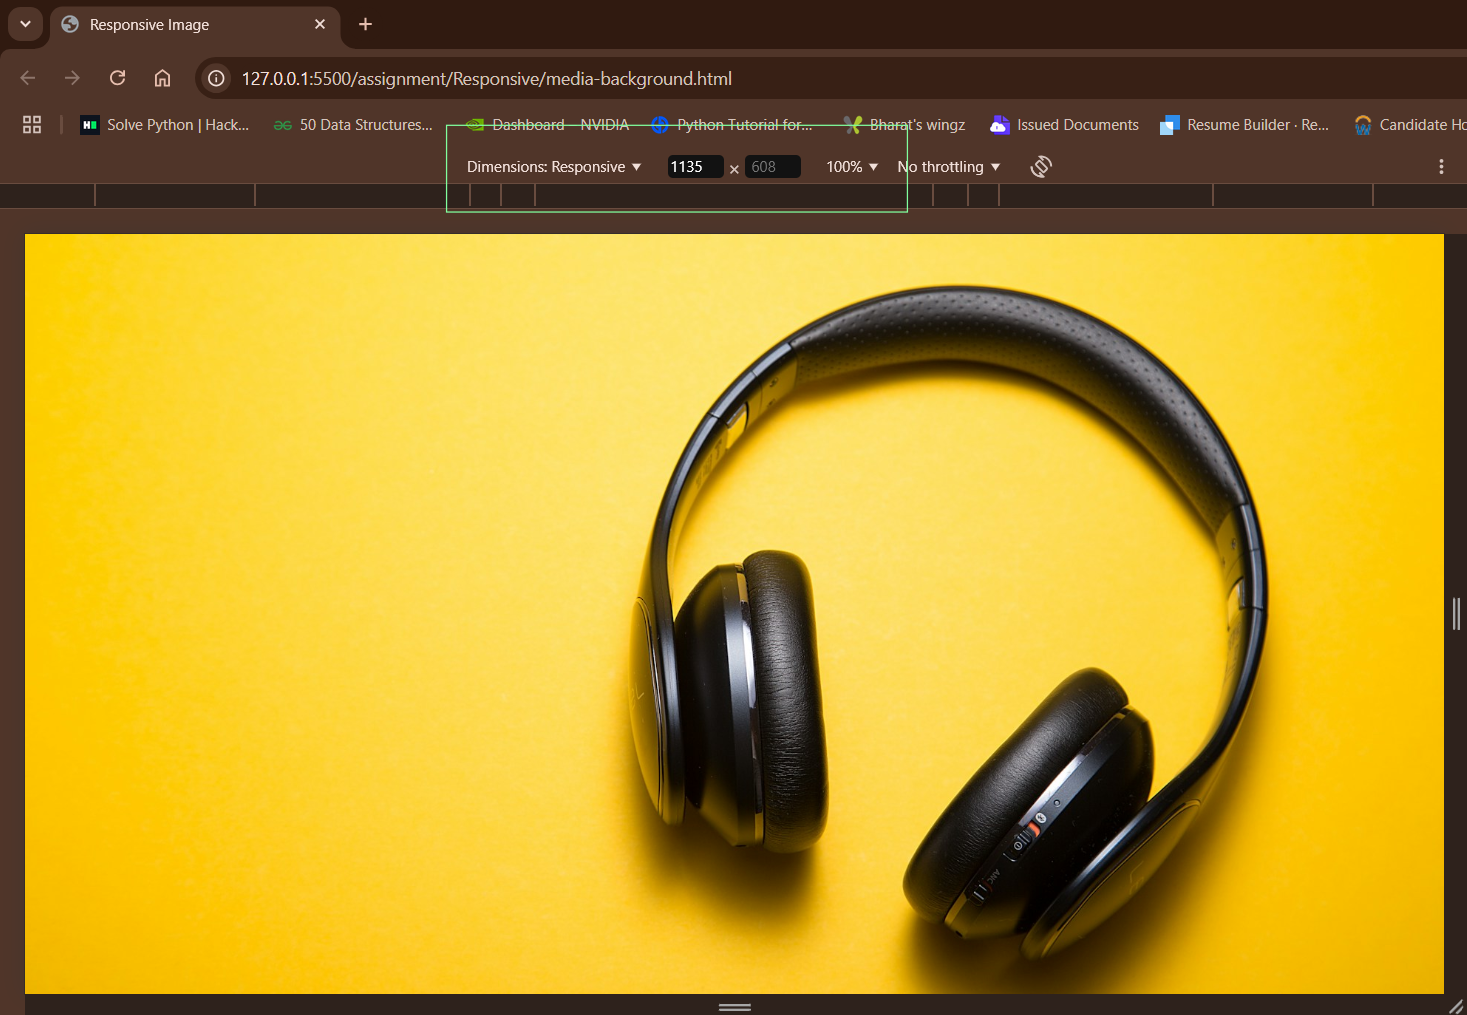 Responsive Image
127.0.0.1:5500/assignment/Responsive/media-background.html
Solve Python | Hack... 50 Data Structures... Dashboard NVIDIA Python Tutorial for... Bharat's wingz Issued Documents Resume Builder · Re... Candidate Ho
Dimensions: Responsive 1135 × 608 100% No throttling